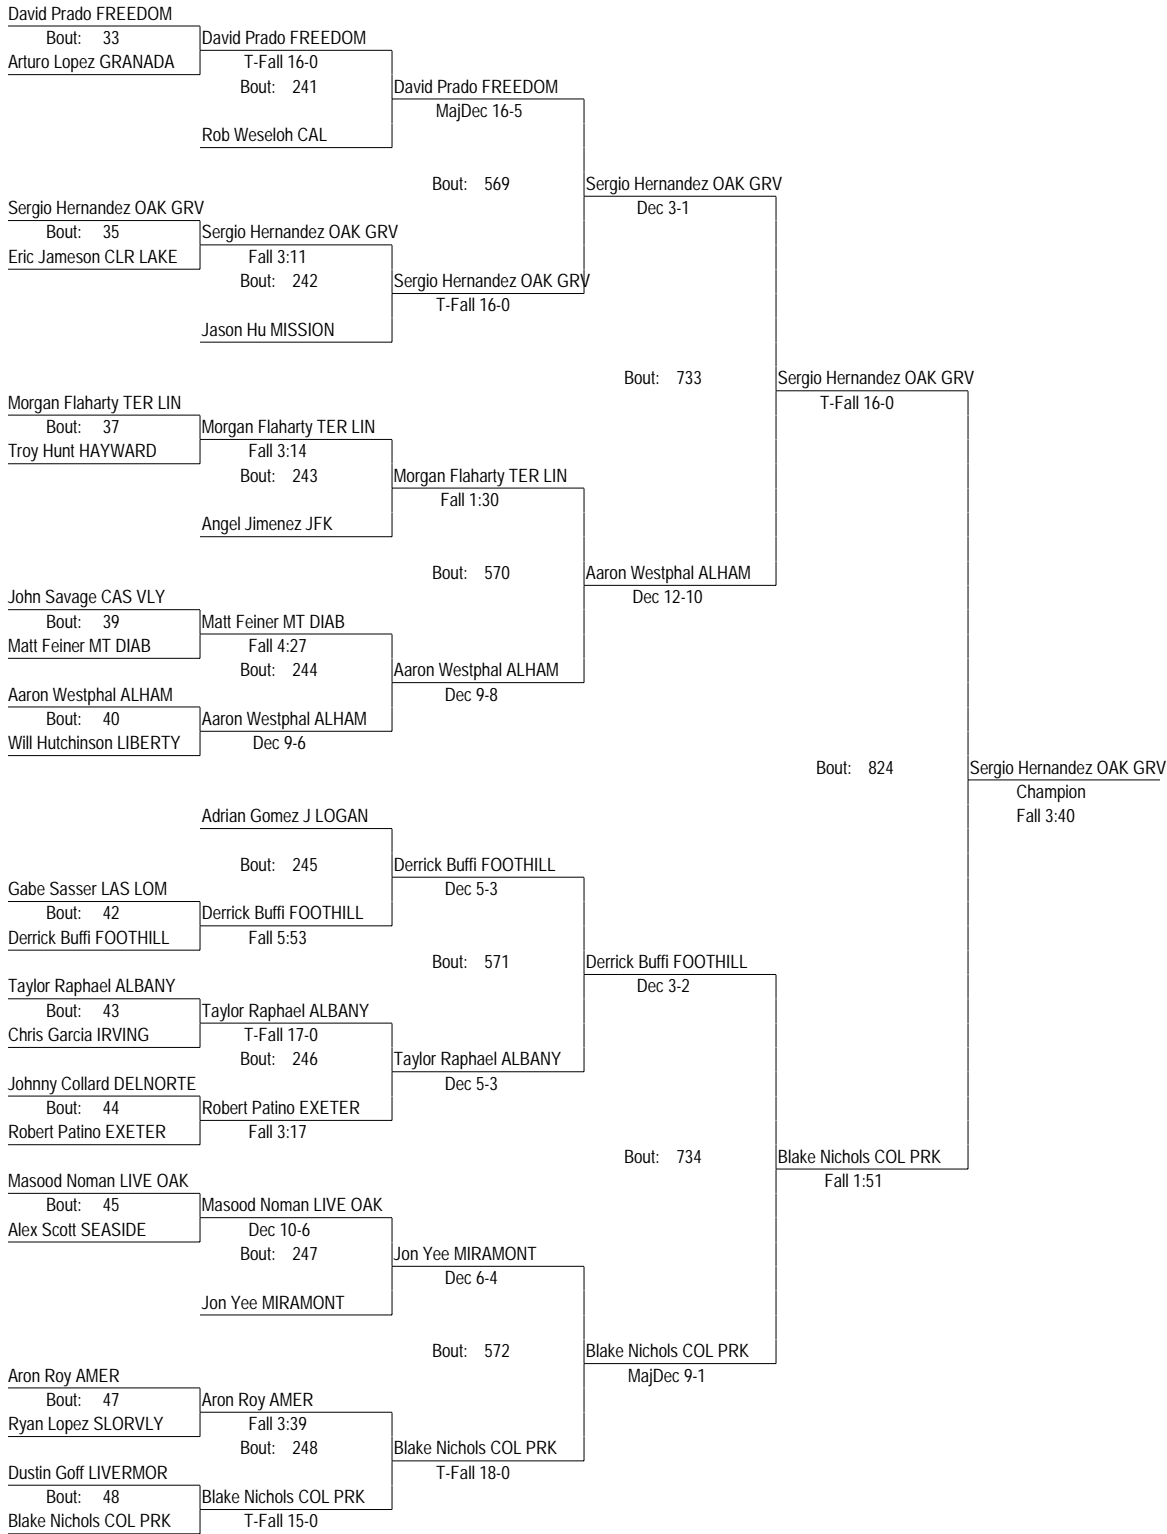 David Prado FREEDOM
Bout: 33
David Prado FREEDOM
Arturo Lopez GRANADA
T-Fall 16-0
Bout: 241
David Prado FREEDOM
MajDec 16-5
Rob Weseloh CAL
Bout: 569
Sergio Hernandez OAK GRV
Dec 3-1
Sergio Hernandez OAK GRV
Bout: 35
Sergio Hernandez OAK GRV
Eric Jameson CLR LAKE
Fall 3:11
Bout: 242
Sergio Hernandez OAK GRV
T-Fall 16-0
Jason Hu MISSION
Bout: 733
Sergio Hernandez OAK GRV
T-Fall 16-0
Morgan Flaharty TER LIN
Bout: 37
Morgan Flaharty TER LIN
Troy Hunt HAYWARD
Fall 3:14
Bout: 243
Morgan Flaharty TER LIN
Fall 1:30
Angel Jimenez JFK
Bout: 570
Aaron Westphal ALHAM
Dec 12-10
John Savage CAS VLY
Bout: 39
Matt Feiner MT DIAB
Matt Feiner MT DIAB
Fall 4:27
Bout: 244
Aaron Westphal ALHAM
Dec 9-8
Aaron Westphal ALHAM
Bout: 40
Aaron Westphal ALHAM
Will Hutchinson LIBERTY
Dec 9-6
Bout: 824
Sergio Hernandez OAK GRV
Champion
Fall 3:40
Adrian Gomez J LOGAN
Bout: 245
Derrick Buffi FOOTHILL
Dec 5-3
Gabe Sasser LAS LOM
Bout: 42
Derrick Buffi FOOTHILL
Derrick Buffi FOOTHILL
Fall 5:53
Bout: 571
Derrick Buffi FOOTHILL
Dec 3-2
Taylor Raphael ALBANY
Bout: 43
Taylor Raphael ALBANY
Chris Garcia IRVING
T-Fall 17-0
Bout: 246
Taylor Raphael ALBANY
Dec 5-3
Johnny Collard DELNORTE
Bout: 44
Robert Patino EXETER
Robert Patino EXETER
Fall 3:17
Bout: 734
Blake Nichols COL PRK
Fall 1:51
Masood Noman LIVE OAK
Bout: 45
Masood Noman LIVE OAK
Alex Scott SEASIDE
Dec 10-6
Bout: 247
Jon Yee MIRAMONT
Dec 6-4
Jon Yee MIRAMONT
Bout: 572
Blake Nichols COL PRK
MajDec 9-1
Aron Roy AMER
Bout: 47
Aron Roy AMER
Ryan Lopez SLORVLY
Fall 3:39
Bout: 248
Blake Nichols COL PRK
T-Fall 18-0
Dustin Goff LIVERMOR
Bout: 48
Blake Nichols COL PRK
Blake Nichols COL PRK
T-Fall 15-0